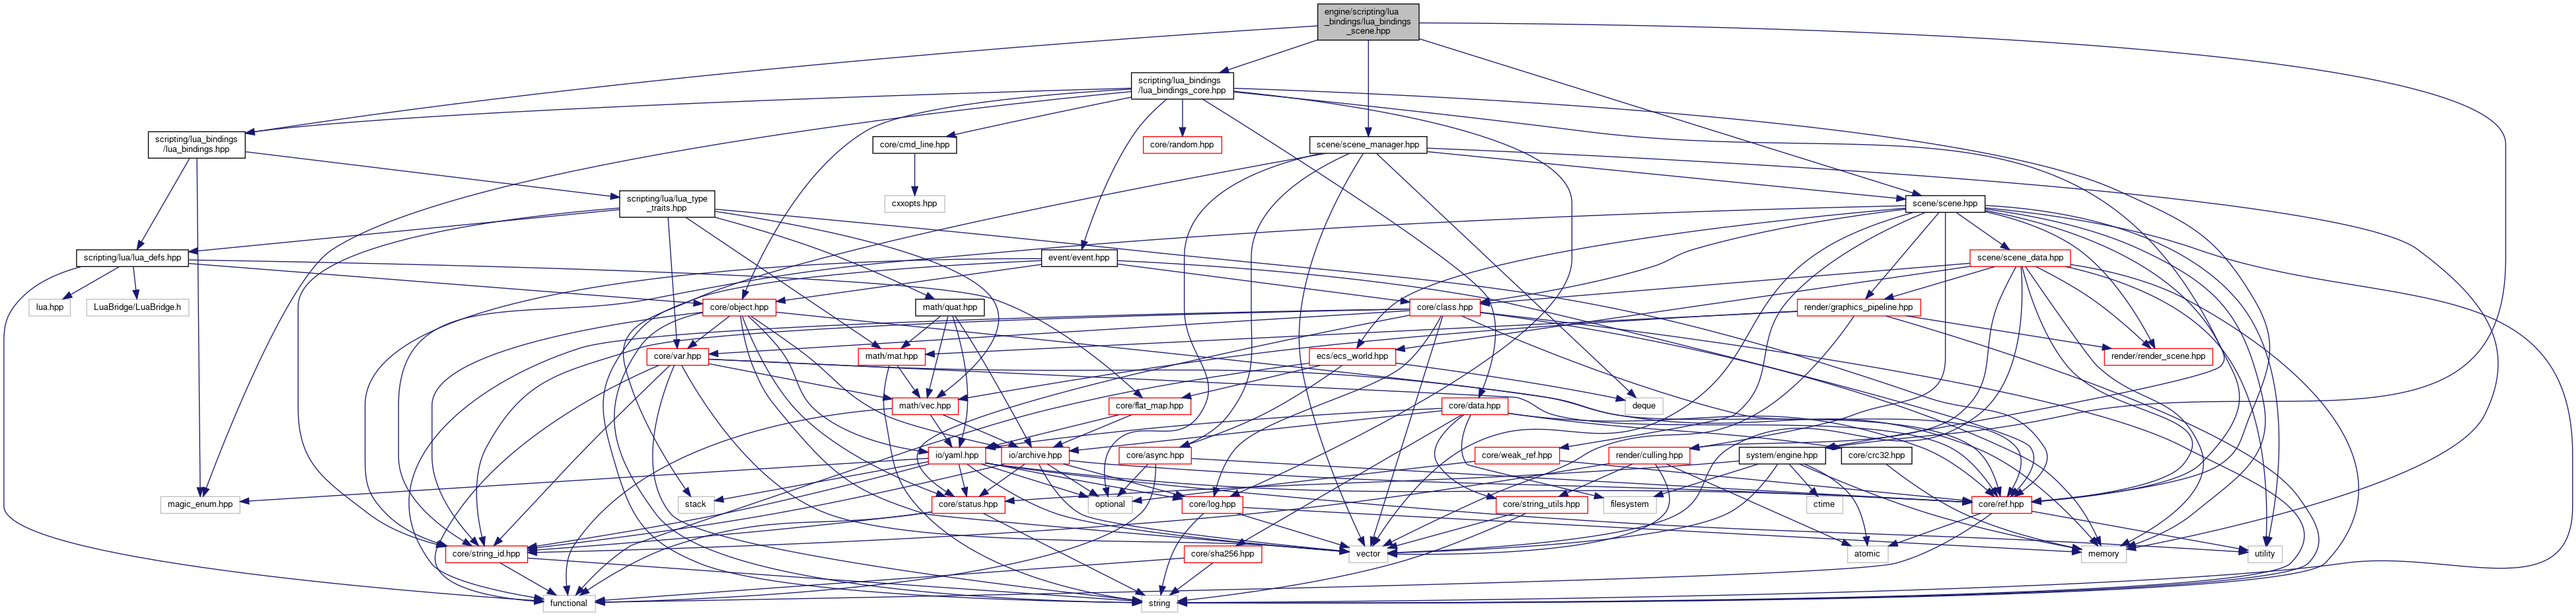 engine/scripting/lua
_bindings/lua_bindings
_scene.hpp
scripting/lua_bindings
/lua_bindings_core.hpp
scripting/lua_bindings
/lua_bindings.hpp
core/cmd_line.hpp
core/random.hpp
scene/scene_manager.hpp
scripting/lua/lua_type
_traits.hpp
cxxopts.hpp
scene/scene.hpp
scripting/lua/lua_defs.hpp
event/event.hpp
scene/scene_data.hpp
lua.hpp
LuaBridge/LuaBridge.h
core/object.hpp
math/quat.hpp
core/class.hpp
render/graphics_pipeline.hpp
core/var.hpp
math/mat.hpp
ecs/ecs_world.hpp
render/render_scene.hpp
math/vec.hpp
core/flat_map.hpp
core/data.hpp
deque
io/yaml.hpp
io/archive.hpp
core/async.hpp
core/weak_ref.hpp
render/culling.hpp
system/engine.hpp
core/crc32.hpp
magic_enum.hpp
stack
core/status.hpp
optional
core/log.hpp
core/string_utils.hpp
filesystem
ctime
core/ref.hpp
core/string_id.hpp
core/sha256.hpp
vector
atomic
memory
utility
functional
string